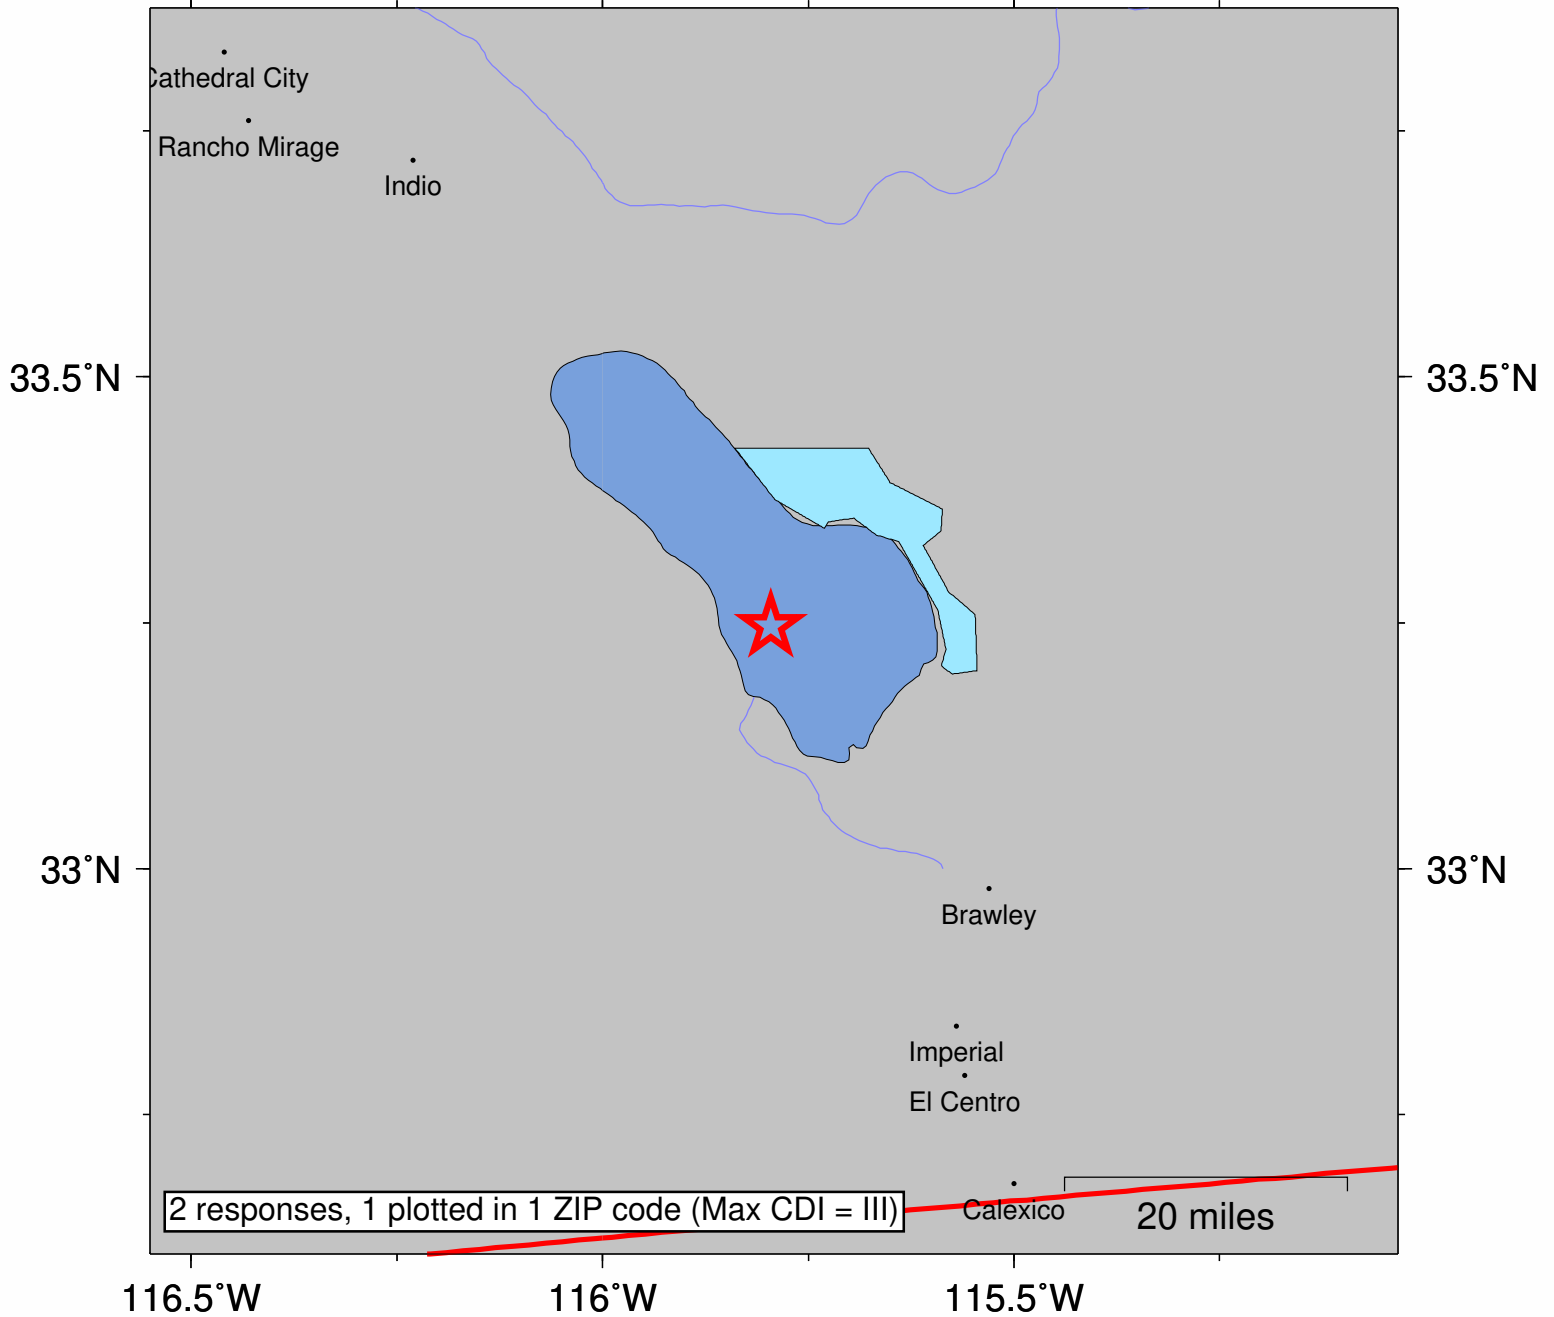 Cathedral City
Rancho Mirage
Indio
33.5˚N
33.5˚N
33˚N
33˚N
Brawley
Imperial
El Centro
Calexico
2 responses, 1 plotted in 1 ZIP code (Max CDI = III)
20 miles
116.5˚W
116˚W
115.5˚W